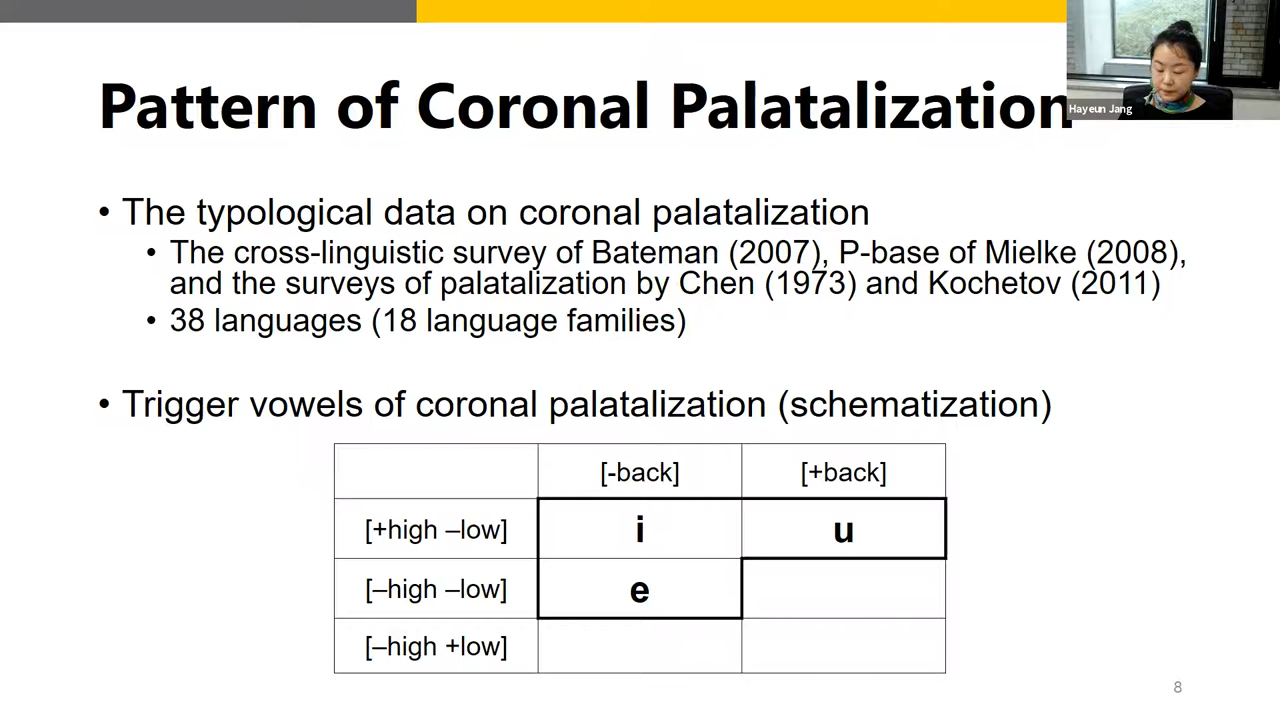 Pattern of Coronal Palatalization
Hayeun Jang
• The typological data on coronal palatalization
• The cross-linguistic survey of Bateman (2007), P-base of Mielke (2008),
and the surveys of palatalization by Chen (1973) and Kochetov (2011)
• 38 languages (18 language families)
• Trigger vowels of coronal palatalization (schematization)
[-back] [+back]
[+high –low] i u
[–high –low] e
[–high +low]
8